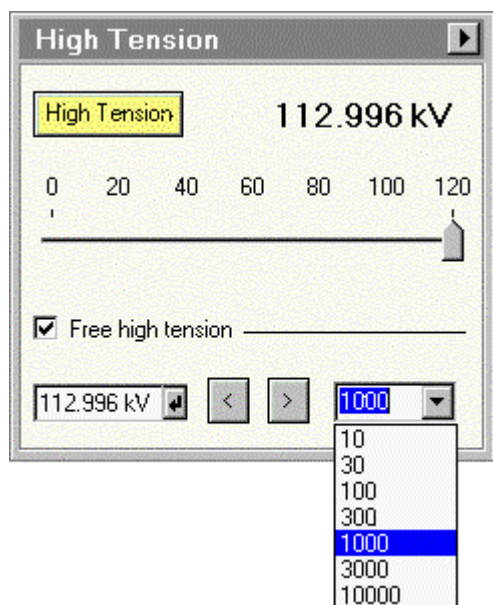 High Tension
High Tension 112.996 kV
0 20 40 60 80 100 120
Free high tension
112.996 kV < > 1000
10
30
100
300
1000
3000
10000